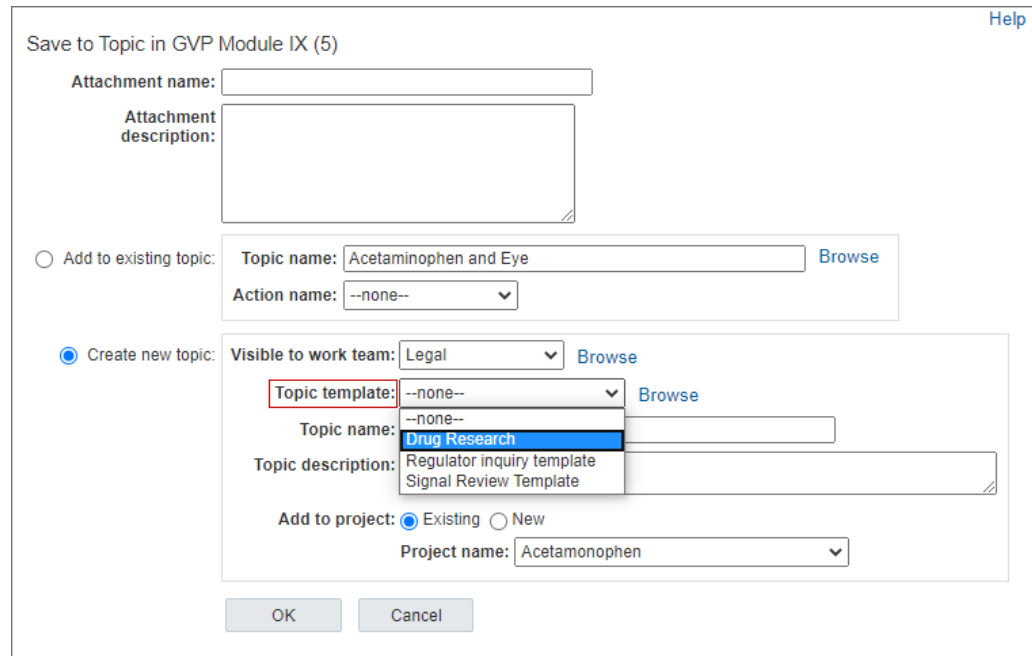 Help
Save to Topic in GVP Module IX (5)
Attachment name:
Attachment
description:
Add to existing topic: Topic name: Acetaminophen and Eye Browse
Action name: --none--
Create new topic: Visible to work team: Legal Browse
Topic template: --none-- Browse
--none--
Topic name:
Drug Research
Topic description: Regulator inquiry template
Signal Review Template
Add to project: Existing New
Project name: Acetamonophen
OK Cancel